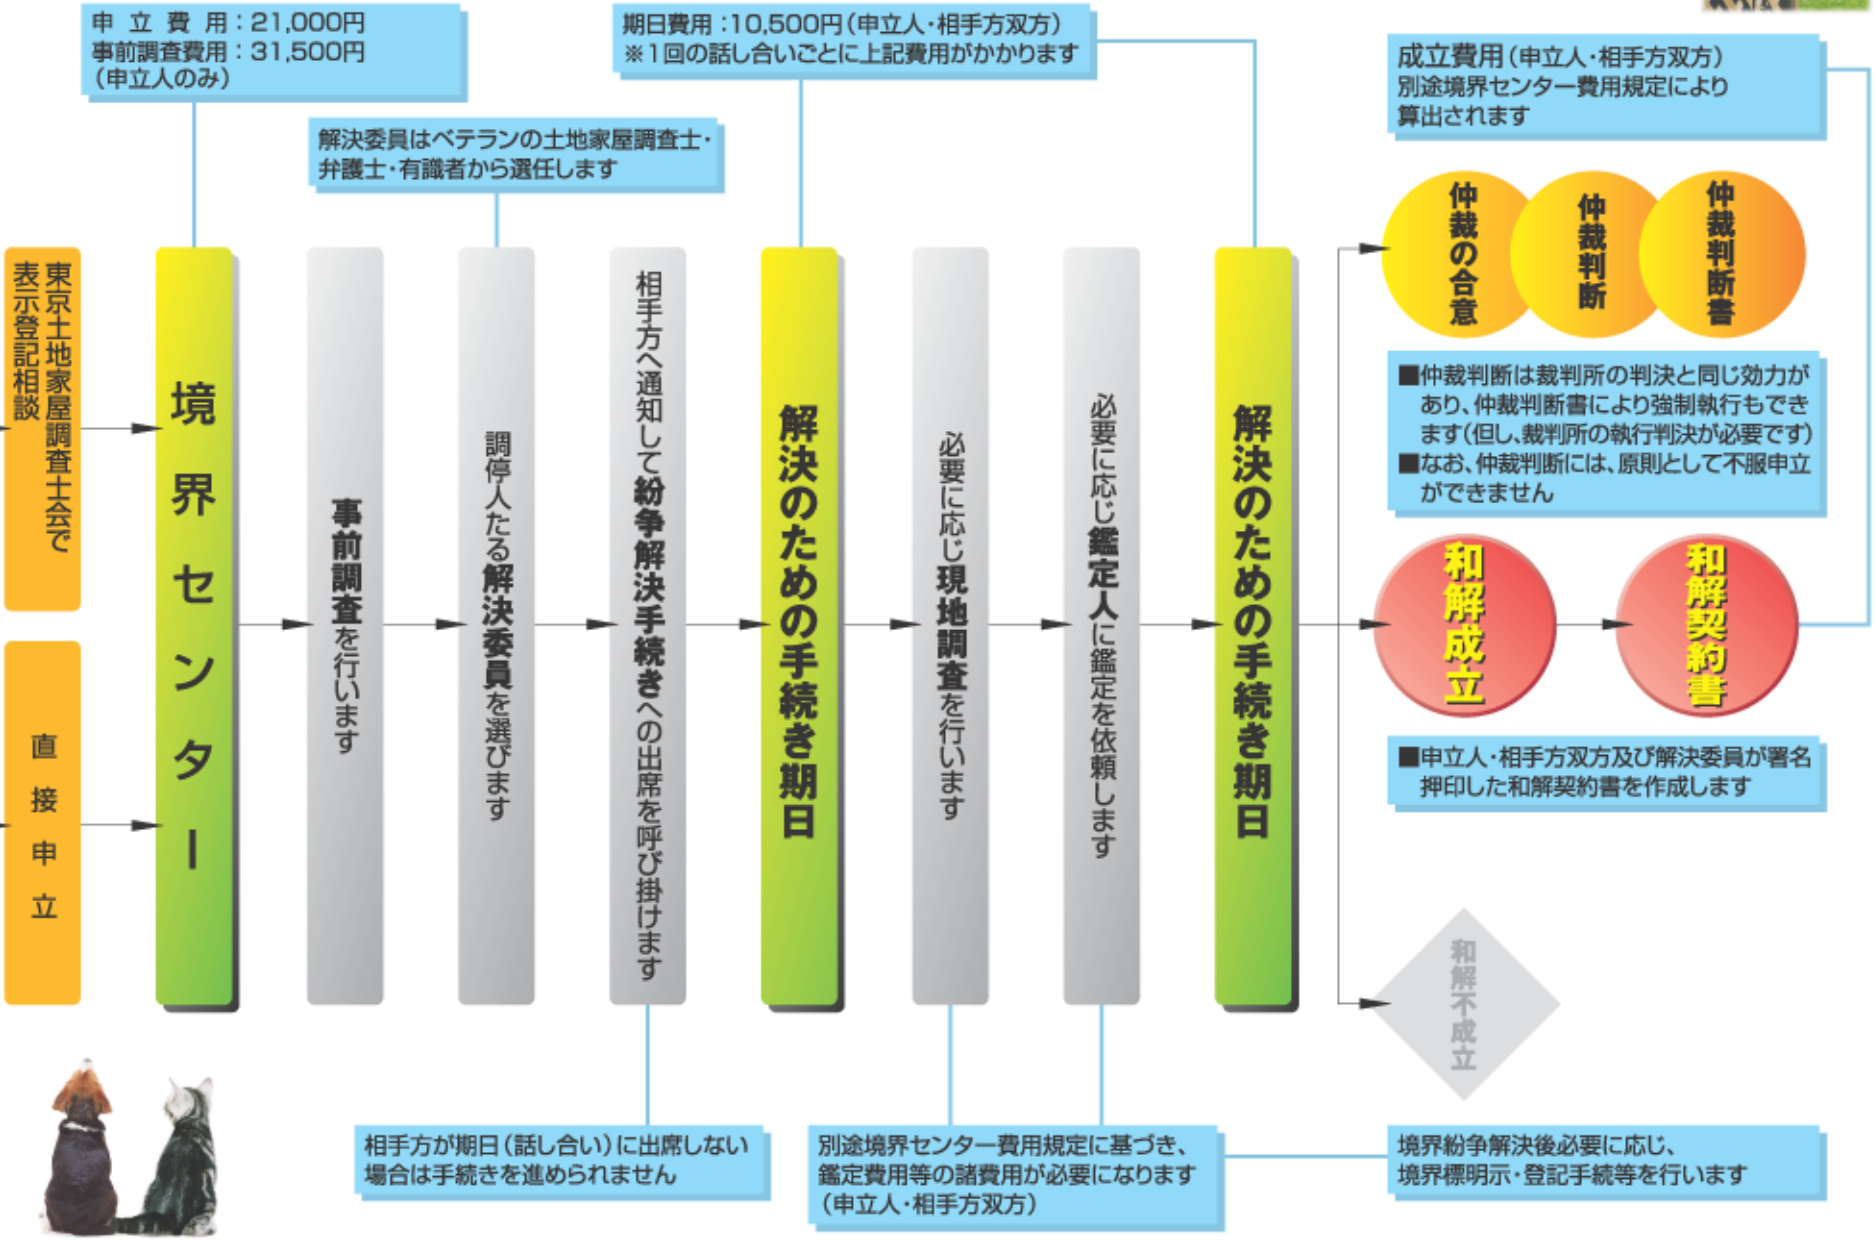 申立費用：21,000円
事前調査費用：31,500円
（申立人のみ）
期日費用：10,500円（申立人・相手方双方）
※1回の話し合いごとに上記費用がかかります
成立費用（申立人・相手方双方）
別途境界センター費用規定により
算出されます
解決委員はベテランの土地家屋調査士・
弁護士・有識者から選任します
東京土地家屋調査士会で
表示登記相談
直接申立
境界センター
事前調査を行います
調停人たる解決委員を選びます
相手方へ通知して紛争解決手続きへの出席を呼び掛けます
解決のための手続き期日
必要に応じ現地調査を行います
必要に応じ鑑定人に鑑定を依頼します
解決のための手続き期日
仲裁の合意
仲裁判断
仲裁判断書
■仲裁判断は裁判所の判決と同じ効力が
あり、仲裁判断書により強制執行もでき
ます（但し、裁判所の執行判決が必要です）
■なお、仲裁判断には、原則として不服申立
ができません
和解成立
和解契約書
■申立人・相手方双方及び解決委員が署名
押印した和解契約書を作成します
和解不成立
相手方が期日（話し合い）に出席しない
場合は手続きを進められません
別途境界センター費用規定に基づき、
鑑定費用等の諸費用が必要になります
（申立人・相手方双方）
境界紛争解決後必要に応じ、
境界標明示・登記手続等を行います